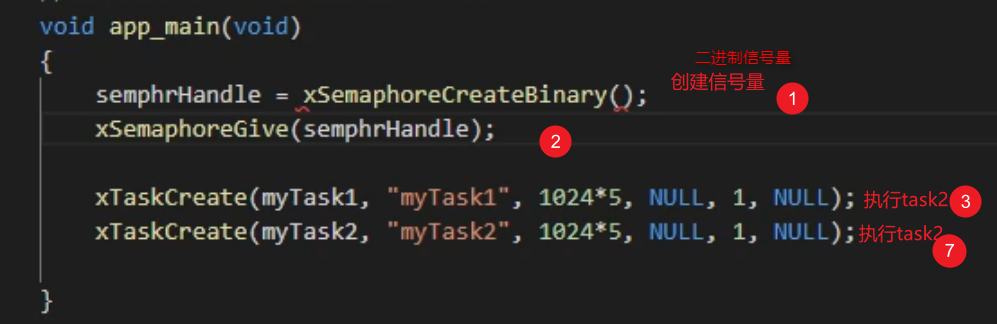 void app_main(void)
{
二进制信号量
semphrHandle = xSemaphoreCreateBinary(); 创建信号量 1
xSemaphoreGive(semphrHandle); 2
xTaskCreate(myTask1, "myTask1", 1024*5, NULL, 1, NULL); 执行task2 3
xTaskCreate(myTask2, "myTask2", 1024*5, NULL, 1, NULL); 执行task2 7
}